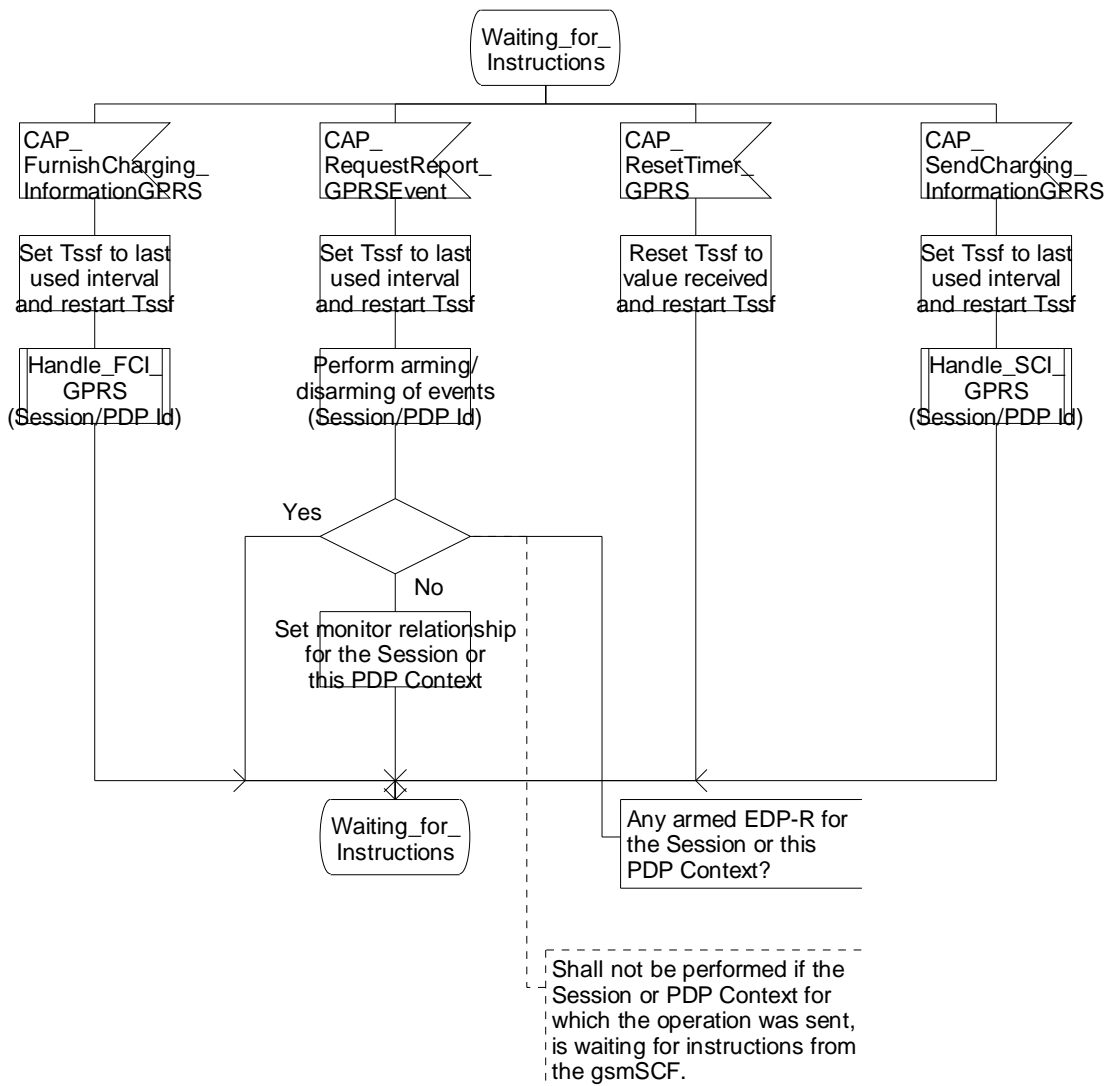 Waiting_for_
Instructions
CAP_
FurnishCharging_
InformationGPRS
CAP_
RequestReport_
GPRSEvent
CAP_
ResetTimer_
GPRS
CAP_
SendCharging_
InformationGPRS
Set Tssf to last
used interval
and restart Tssf
Set Tssf to last
used interval
and restart Tssf
Reset Tssf to
value received
and restart Tssf
Set Tssf to last
used interval
and restart Tssf
Handle_FCI_
GPRS
(Session/PDP Id)
Perform arming/
disarming of events
(Session/PDP Id)
Handle_SCI_
GPRS
(Session/PDP Id)
Yes
No
Set monitor relationship
for the Session or
this PDP Context
Waiting_for_
Instructions
Any armed EDP-R for
the Session or this
PDP Context?
Shall not be performed if the
Session or PDP Context for
which the operation was sent,
is waiting for instructions from
the gsmSCF.